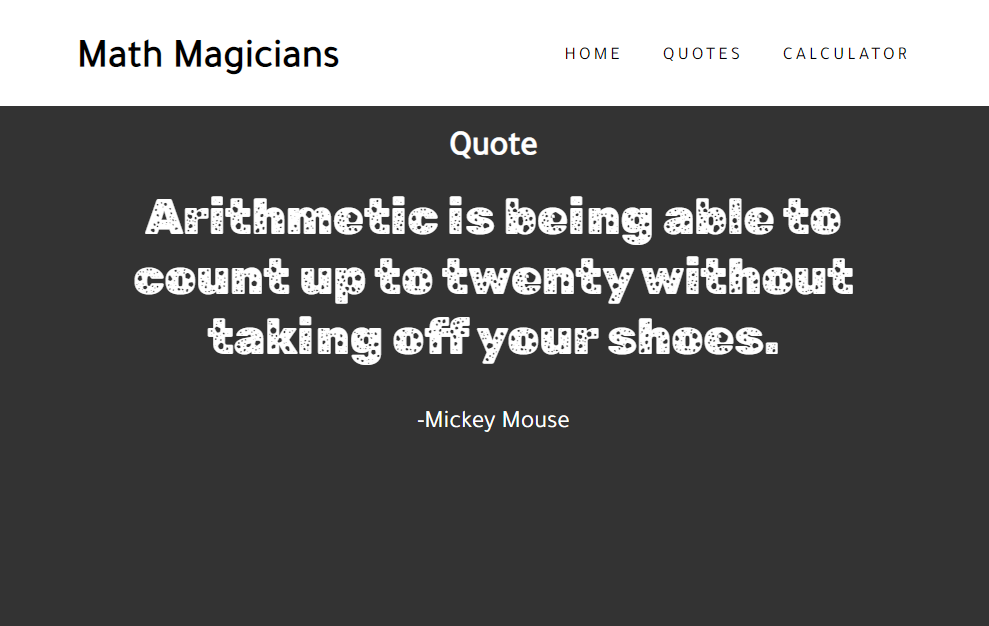 Math Magicians
HOME QUOTES CALCULATOR
Quote
Arithmetic is being able to
count up to twenty without
taking off your shoes.
-Mickey Mouse